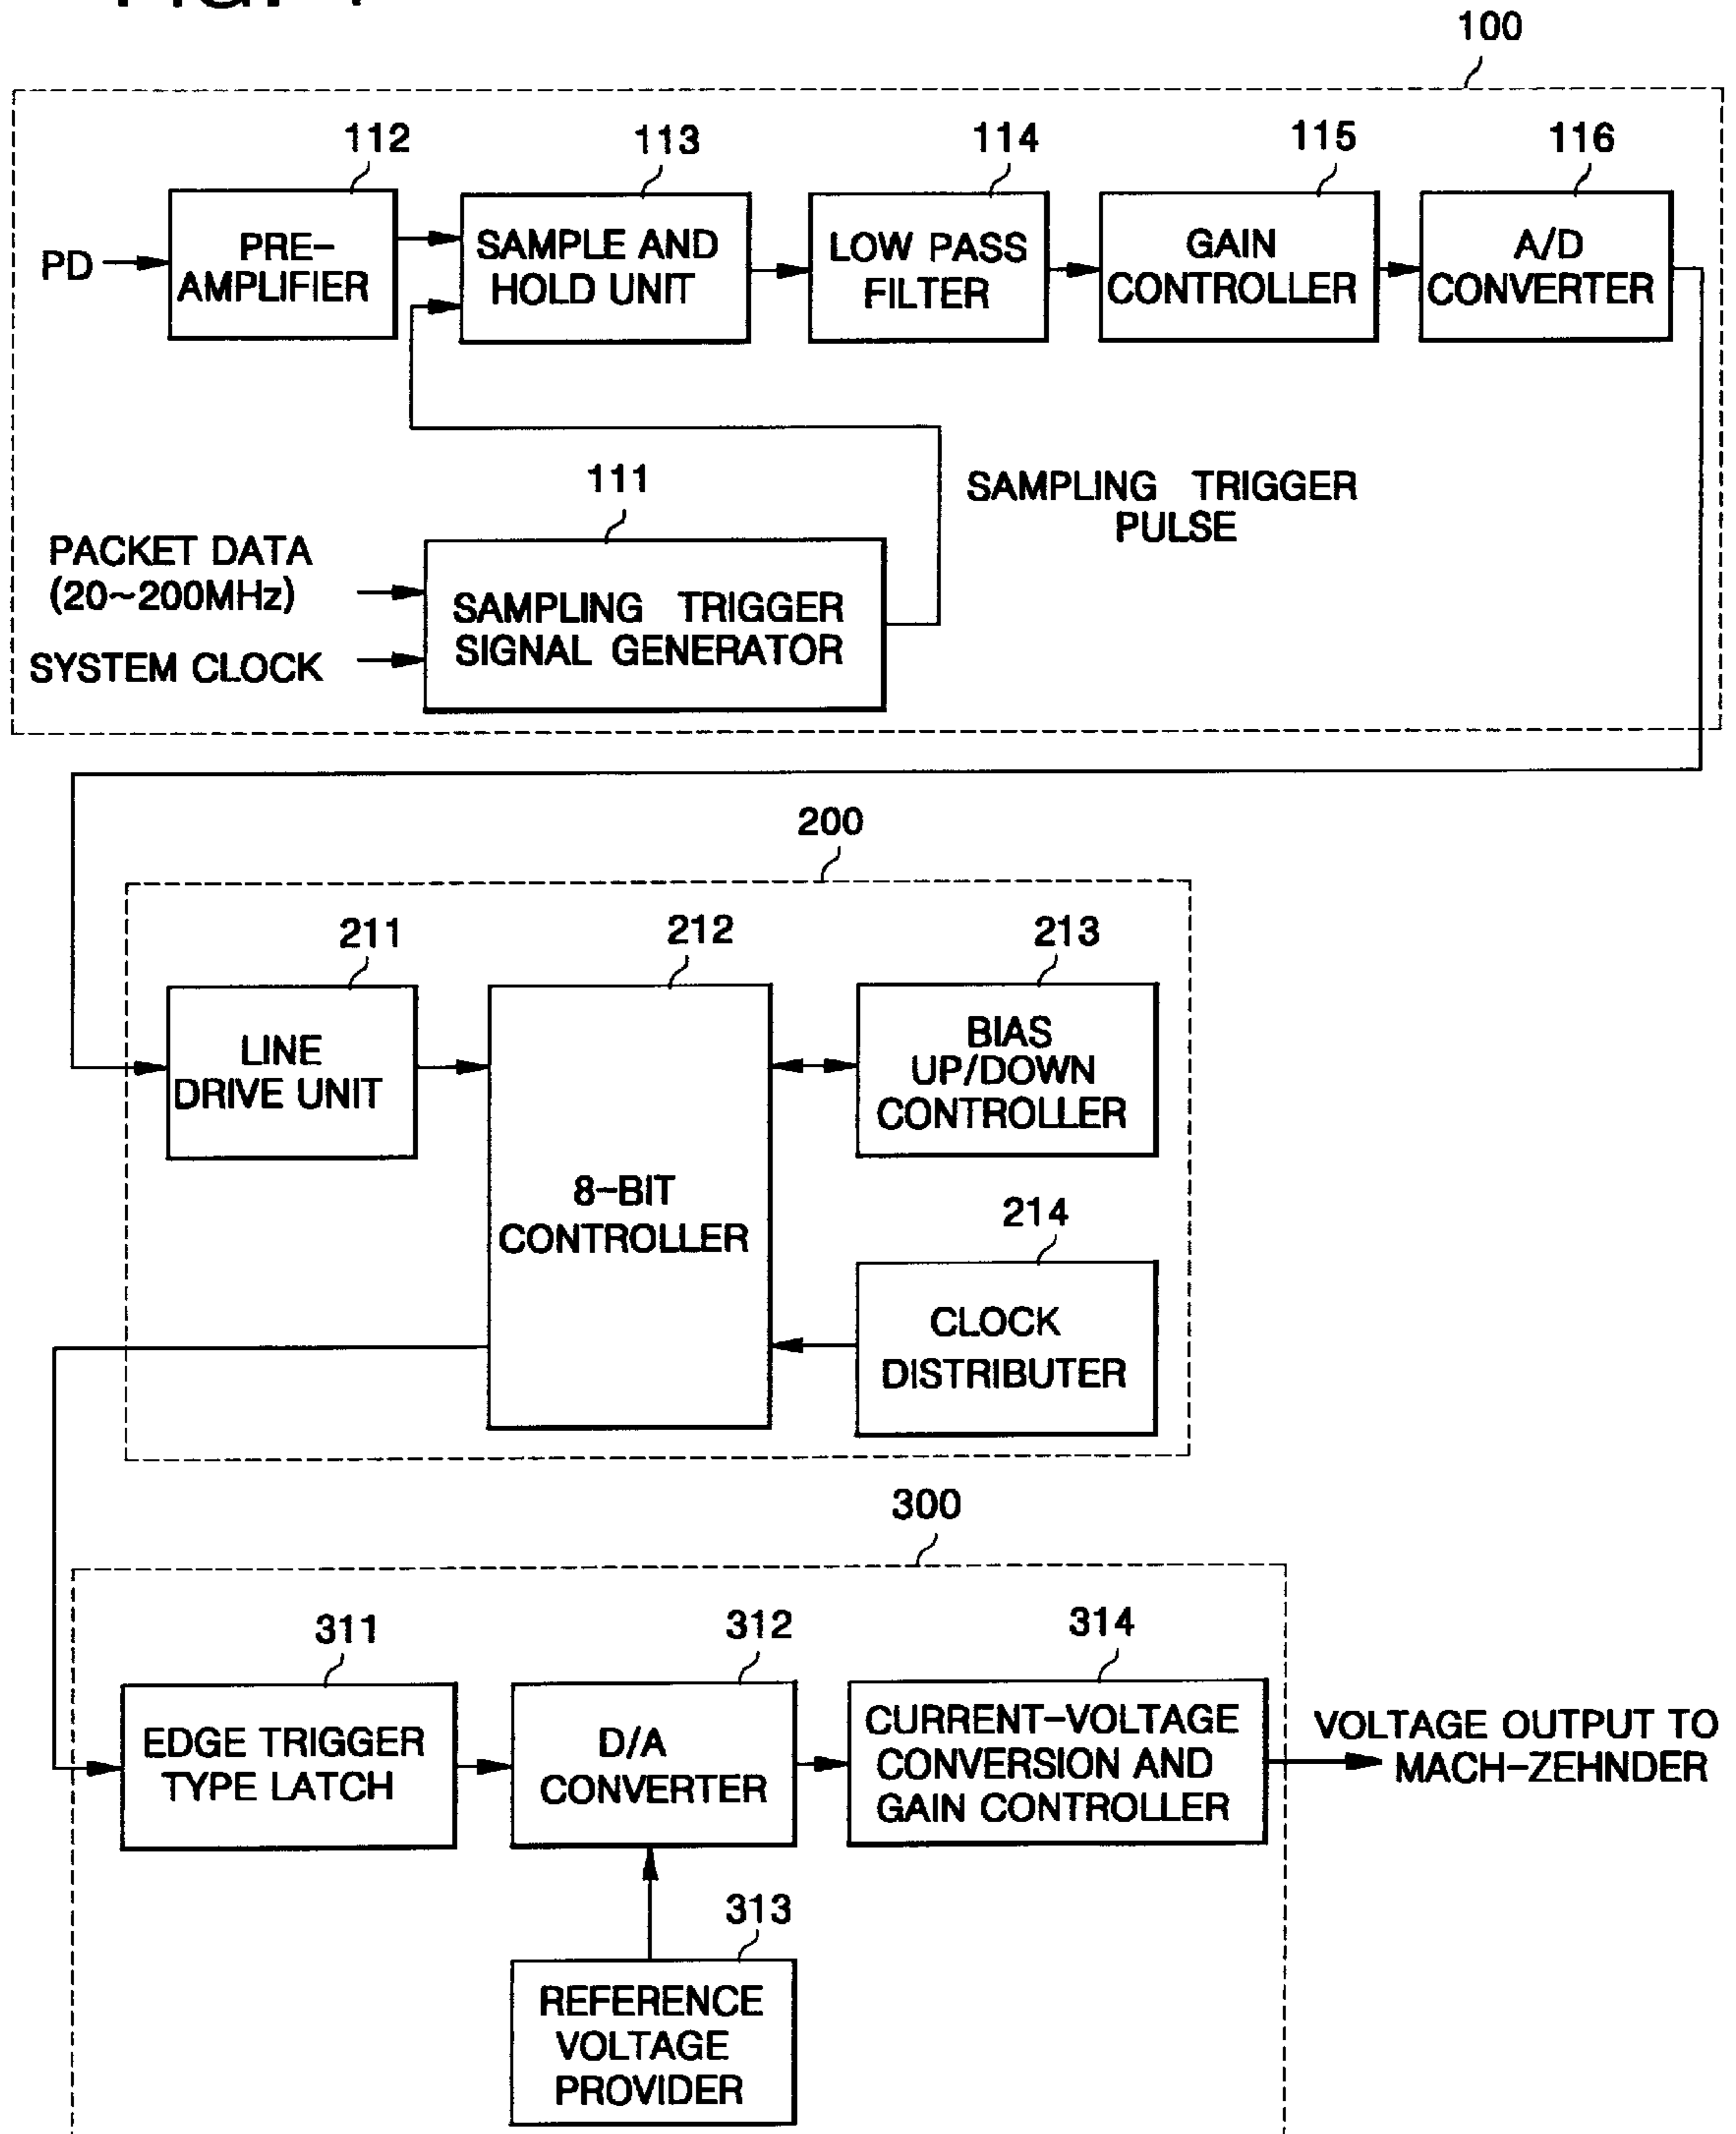 100
112
113
114
115
116
PD
PRE-
AMPLIFIER
SAMPLE AND
HOLD UNIT
LOW PASS
FILTER
GAIN
CONTROLLER
A/D
CONVERTER
111
SAMPLING TRIGGER
PULSE
PACKET DATA
(20~200MHz)
SYSTEM CLOCK
SAMPLING TRIGGER
SIGNAL GENERATOR
200
211
212
213
LINE
DRIVE UNIT
8-BIT
CONTROLLER
BIAS
UP/DOWN
CONTROLLER
214
CLOCK
DISTRIBUTER
300
311
312
314
EDGE TRIGGER
TYPE LATCH
D/A
CONVERTER
CURRENT-VOLTAGE
CONVERSION AND
GAIN CONTROLLER
VOLTAGE OUTPUT TO
MACH-ZEHNDER
313
REFERENCE
VOLTAGE
PROVIDER